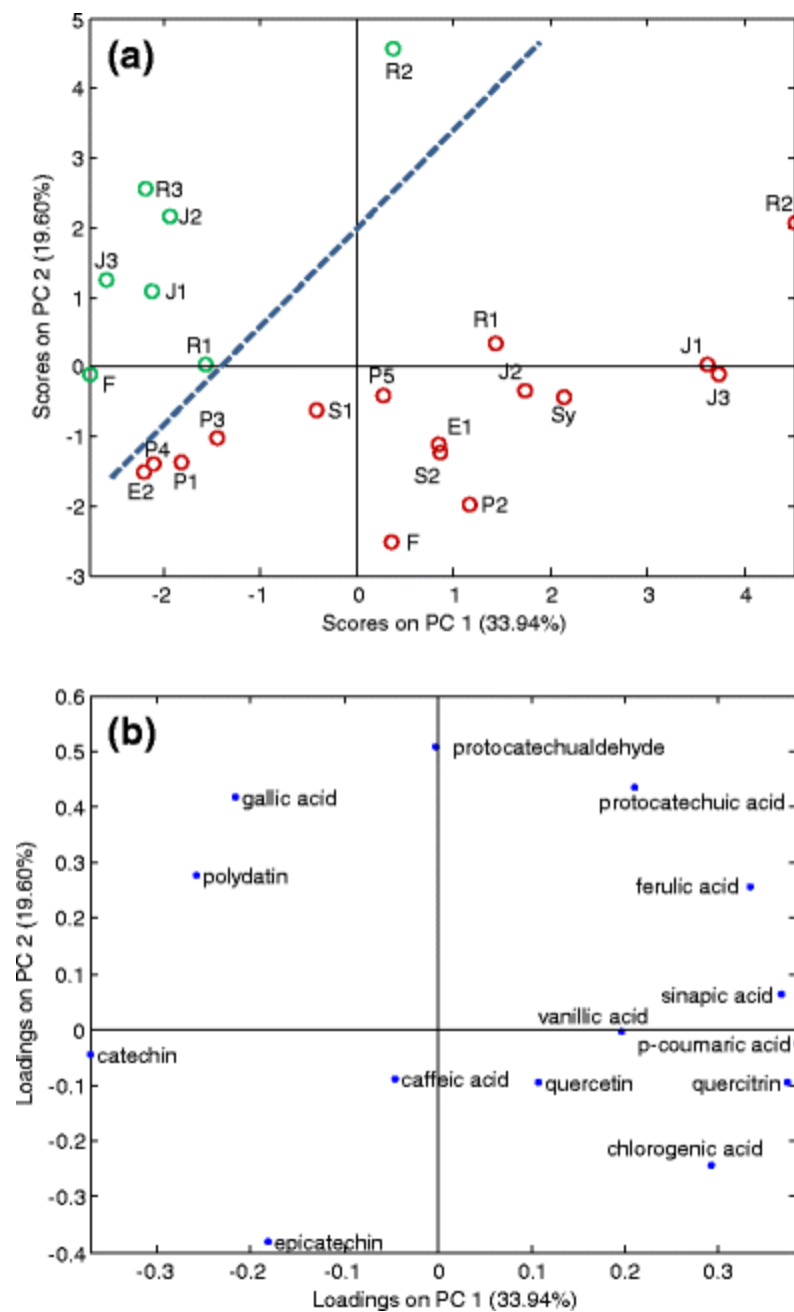 (a)
5
4
3
2
1
0
-1
-2
-3
Scores on PC 2 (19.60%)
R2
R3
J2
R2
J3
J1
R1
R1
J1
F
P5
J2
J3
S1
Sy
P3
E1
P4
P1
S2
E2
P2
F
-2 -1 0 1 2 3 4
Scores on PC 1 (33.94%)
(b)
0.6
0.5
0.4
0.3
0.2
0.1
0
-0.1
-0.2
-0.3
-0.4
Loadings on PC 2 (19.60%)
protocatechualdehyde
gallic acid
protocatechuic acid
polydatin
ferulic acid
sinapic acid
vanillic acid
p-coumaric acid
catechin
caffeic acid
quercetin
quercitrin
chlorogenic acid
epicatechin
-0.3 -0.2 -0.1 0 0.1 0.2 0.3
Loadings on PC 1 (33.94%)